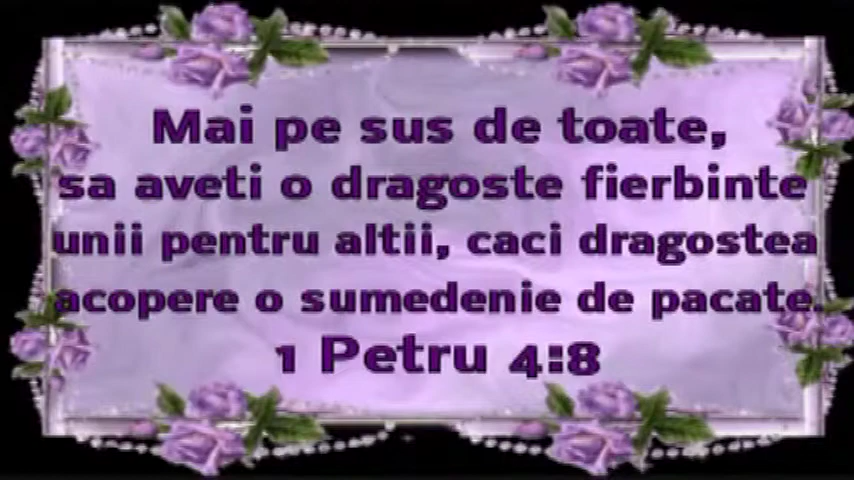 Mai pe sus de toate,
sa aveti o dragoste fierbinte
unii pentru altii, caci dragostea
acopere o sumedenie de pacate.
1 Petru 4:8